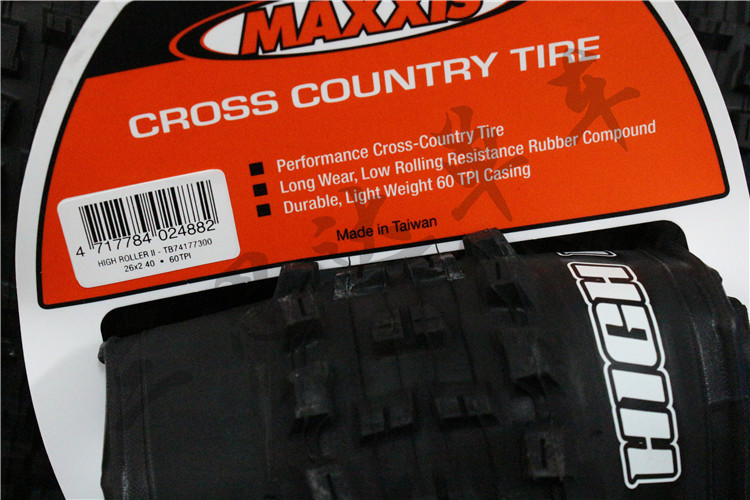 MAXXIS
CROSS COUNTRY TIRE
Performance Cross-Country Tire
Long Wear, Low Rolling Resistance Rubber Compound
Durable, Light Weight 60 TPI Casing
Made in Taiwan
4 717784 024882
HIGH ROLLER II - TB74177300
26x2.40 • 60TPI
HIGH